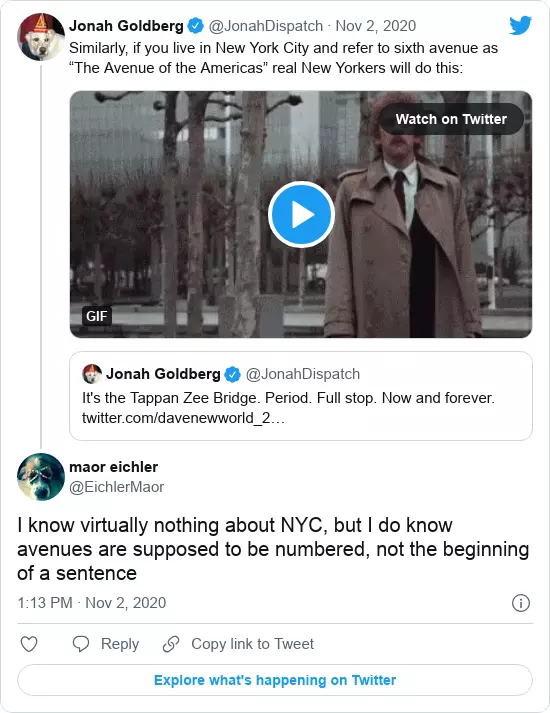 Jonah Goldberg @JonahDispatch · Nov 2, 2020
Similarly, if you live in New York City and refer to sixth avenue as
“The Avenue of the Americas” real New Yorkers will do this:
Watch on Twitter
GIF
Jonah Goldberg @JonahDispatch
It's the Tappan Zee Bridge. Period. Full stop. Now and forever.
twitter.com/davenewworld_2…
maor eichler
@EichlerMaor
I know virtually nothing about NYC, but I do know
avenues are supposed to be numbered, not the beginning
of a sentence
1:13 PM · Nov 2, 2020
Reply
Copy link to Tweet
Explore what's happening on Twitter